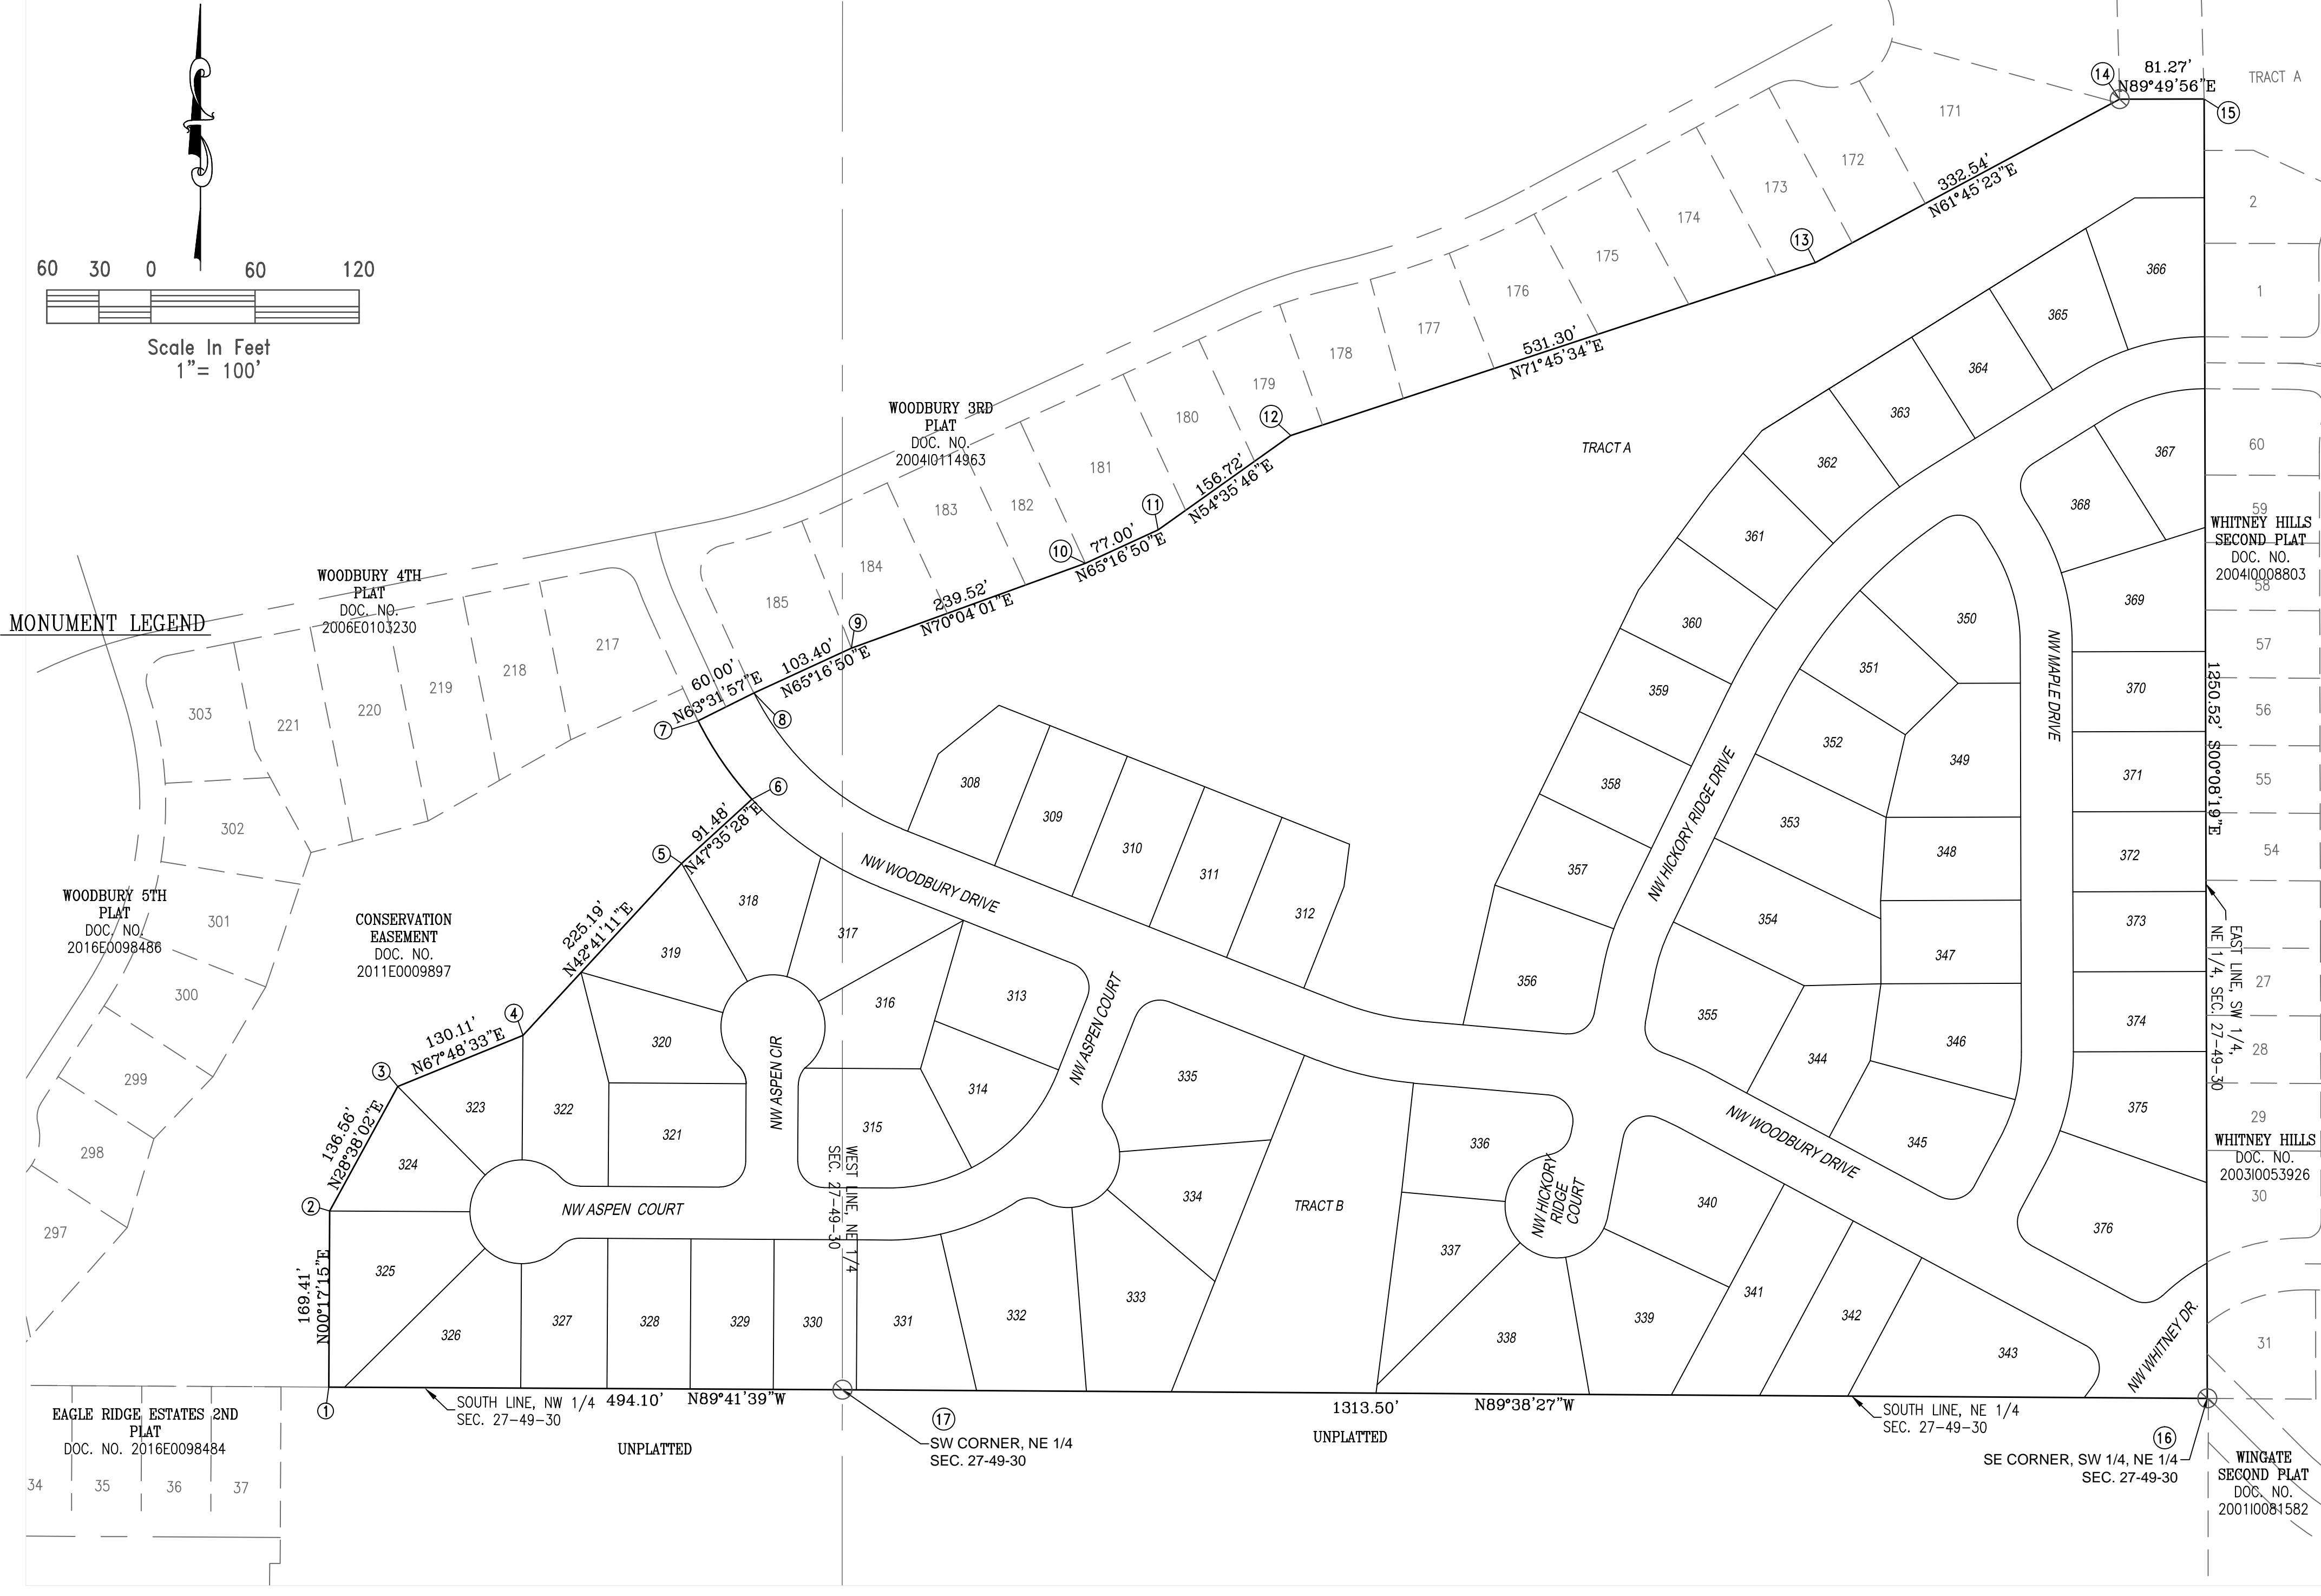 60 30 0 60 120
Scale In Feet
1"= 100'
MONUMENT LEGEND
14
81.27'
N89°49'56"E
15
TRACT A
171
172
173
174
175
176
177
178
179
180
181
182
183
184
185
332.54'
N61°45'23"E
13
531.30'
N71°45'34"E
12
156.72'
N54°35'46"E
11
77.00'
N65°16'50"E
10
239.52'
N70°04'01"E
9
103.40'
N65°16'50"E
8
60.00'
N63°31'57"E
7
6
91.48'
N47°35'28"E
5
225.19'
N42°41'11"E
4
130.11'
N67°48'33"E
3
136.56'
N28°38'02"E
2
169.41'
N00°17'15"E
1
WOODBURY 3RD
PLAT
DOC. NO.
2004I0114963
WOODBURY 4TH
PLAT
DOC. NO.
2006E0103230
217
218
219
220
221
303
302
301
300
299
298
297
WOODBURY 5TH
PLAT
DOC. NO.
2016E0098486
CONSERVATION
EASEMENT
DOC. NO.
2011E0009897
TRACT A
366
365
364
363
362
361
360
359
358
357
356
367
368
369
370
371
372
373
374
375
376
350
351
352
349
353
348
354
347
355
346
344
345
NW MAPLE DRIVE
NW HICKORY RIDGE DRIVE
NW WOODBURY DRIVE
308
309
310
311
312
NW WOODBURY DRIVE
318
317
319
316
313
320
314
321
315
322
323
324
325
326
327
328
329
330
331
332
333
334
335
NW ASPEN CIR
NW ASPEN COURT
NW ASPEN COURT
WEST LINE, NE 1/4
SEC. 27-49-30
TRACT B
336
337
338
339
340
341
342
343
NW HICKORY
RIDGE
COURT
NW WHITNEY DR.
2
1
60
59
58
57
56
55
54
27
28
29
30
31
WHITNEY HILLS
SECOND PLAT
DOC. NO.
2004I0008803
1250.52' S00°08'19"E
EAST LINE, SW 1/4,
NE 1/4, SEC. 27-49-30
WHITNEY HILLS
DOC. NO.
2003I0053926
EAGLE RIDGE ESTATES 2ND
PLAT
DOC. NO. 2016E0098484
34
35
36
37
SOUTH LINE, NW 1/4
SEC. 27-49-30
494.10' N89°41'39"W
UNPLATTED
17
SW CORNER, NE 1/4
SEC. 27-49-30
1313.50' N89°38'27"W
UNPLATTED
SOUTH LINE, NE 1/4
SEC. 27-49-30
16
SE CORNER, SW 1/4, NE 1/4
SEC. 27-49-30
WINGATE
SECOND PLAT
DOC. NO.
2001I0081582